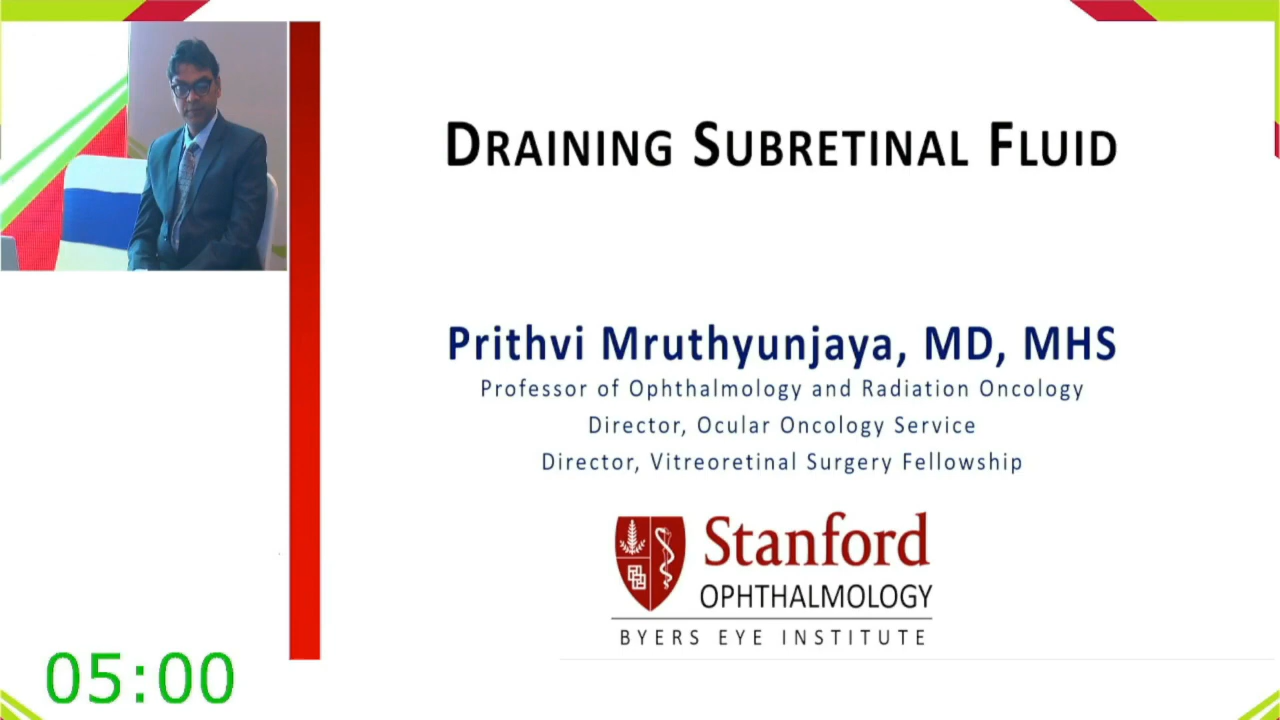 DRAINING SUBRETINAL FLUID
Prithvi Mruthyunjaya, MD, MHS
Professor of Ophthalmology and Radiation Oncology
Director, Ocular Oncology Service
Director, Vitreoretinal Surgery Fellowship
Stanford
OPHTHALMOLOGY
BYERS EYE INSTITUTE
05:00